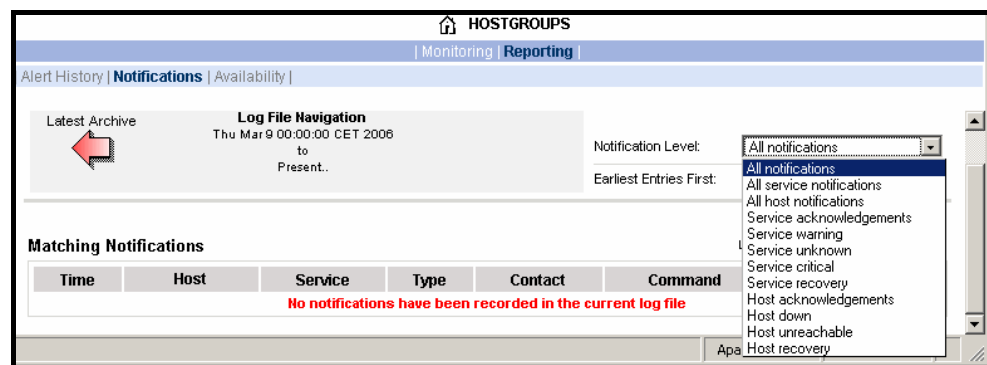 HOSTGROUPS
| Monitoring | Reporting |
Alert History | Notifications | Availability |
Latest Archive
Log File Navigation
Thu Mar 9 00:00:00 CET 2006
to
Present..
Notification Level:
All notifications
Earliest Entries First:
All notifications
All service notifications
All host notifications
Service acknowledgements
Service warning
Service unknown
Service critical
Service recovery
Host acknowledgements
Host down
Host unreachable
Host recovery
Matching Notifications
Time Host Service Type Contact Command
No notifications have been recorded in the current log file